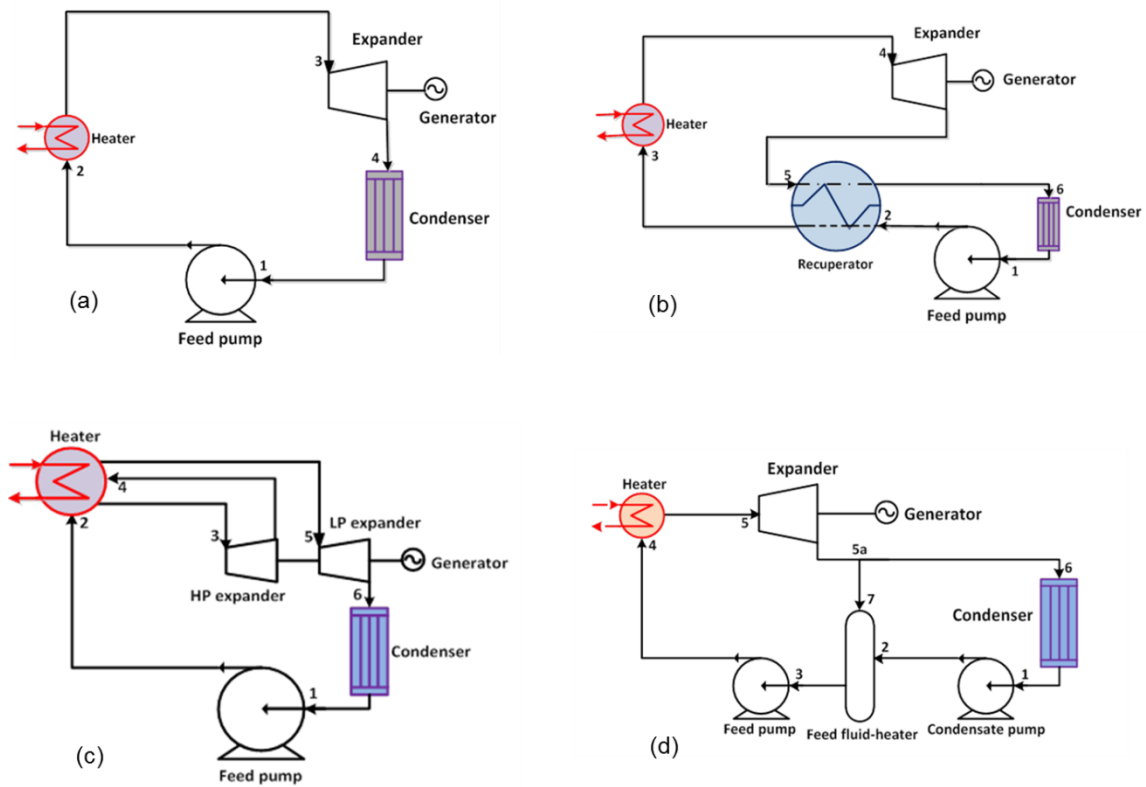 Expander
3
Generator
Heater
2
4
Condenser
1
Feed pump
(a)
Expander
4
Generator
Heater
3
5
6
Condenser
2
Recuperator
1
Feed pump
(b)
Heater
4
2
LP expander
3
5
Generator
HP expander
6
Condenser
1
Feed pump
(c)
Expander
Heater
5
Generator
4
5a
6
7
Condenser
2
3
1
Feed pump
Feed fluid-heater
Condensate pump
(d)